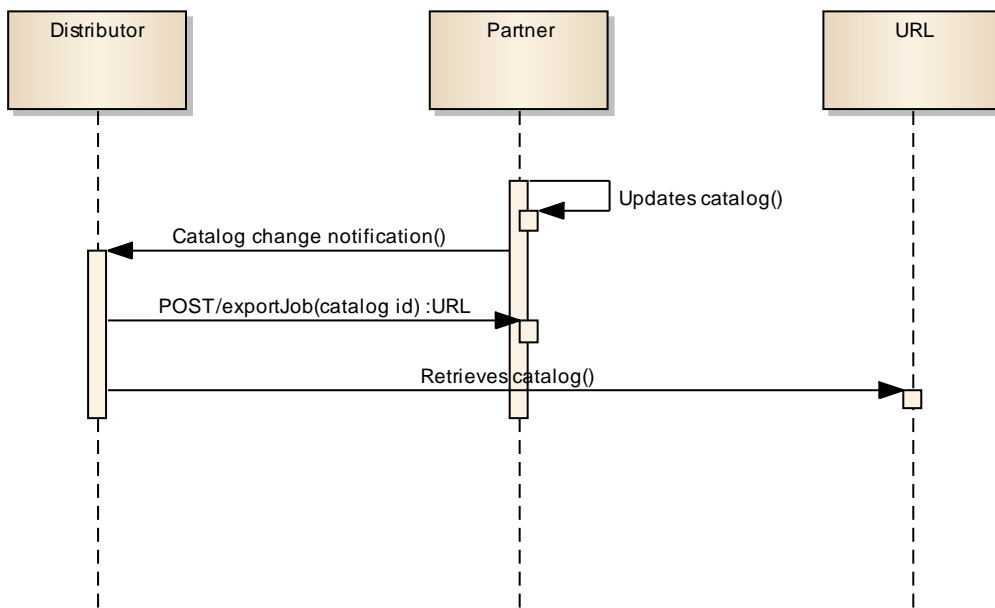 Distributor
Partner
URL
Updates catalog()
Catalog change notification()
POST/exportJob(catalog id) :URL
Retrieves catalog()